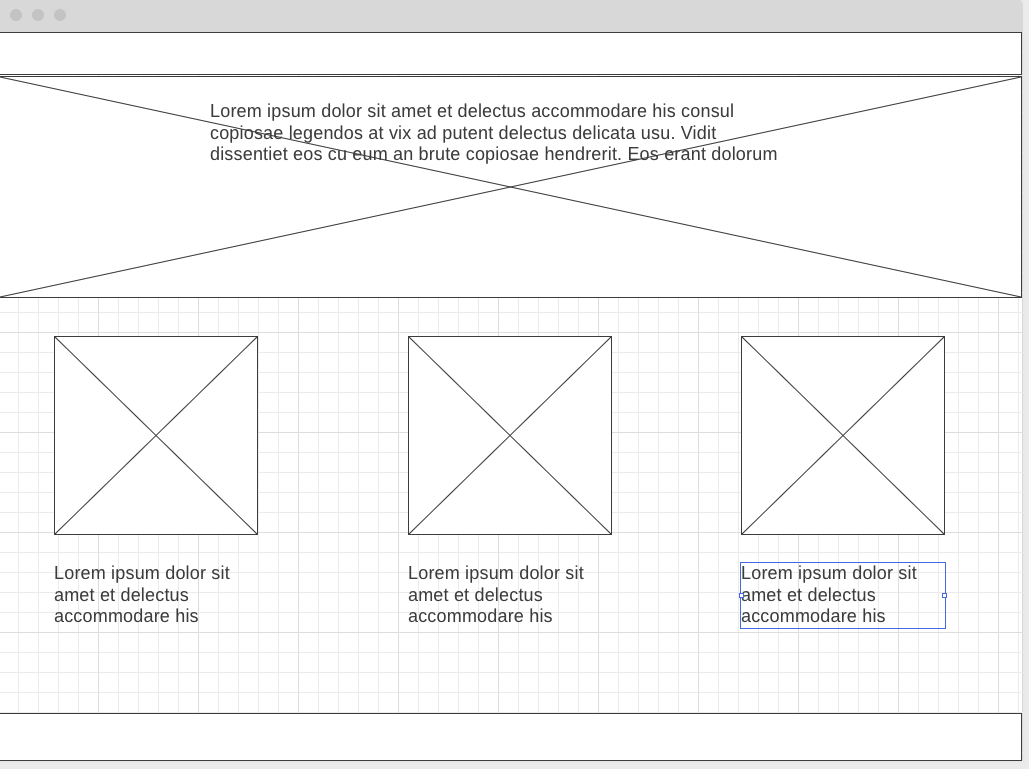 Lorem ipsum dolor sit amet et delectus accommodare his consul
copiosae legendos at vix ad putent delectus delicata usu. Vidit
dissentiet eos cu eum an brute copiosae hendrerit. Eos erant dolorum
Lorem ipsum dolor sit
amet et delectus
accommodare his
Lorem ipsum dolor sit
amet et delectus
accommodare his
Lorem ipsum dolor sit
amet et delectus
accommodare his